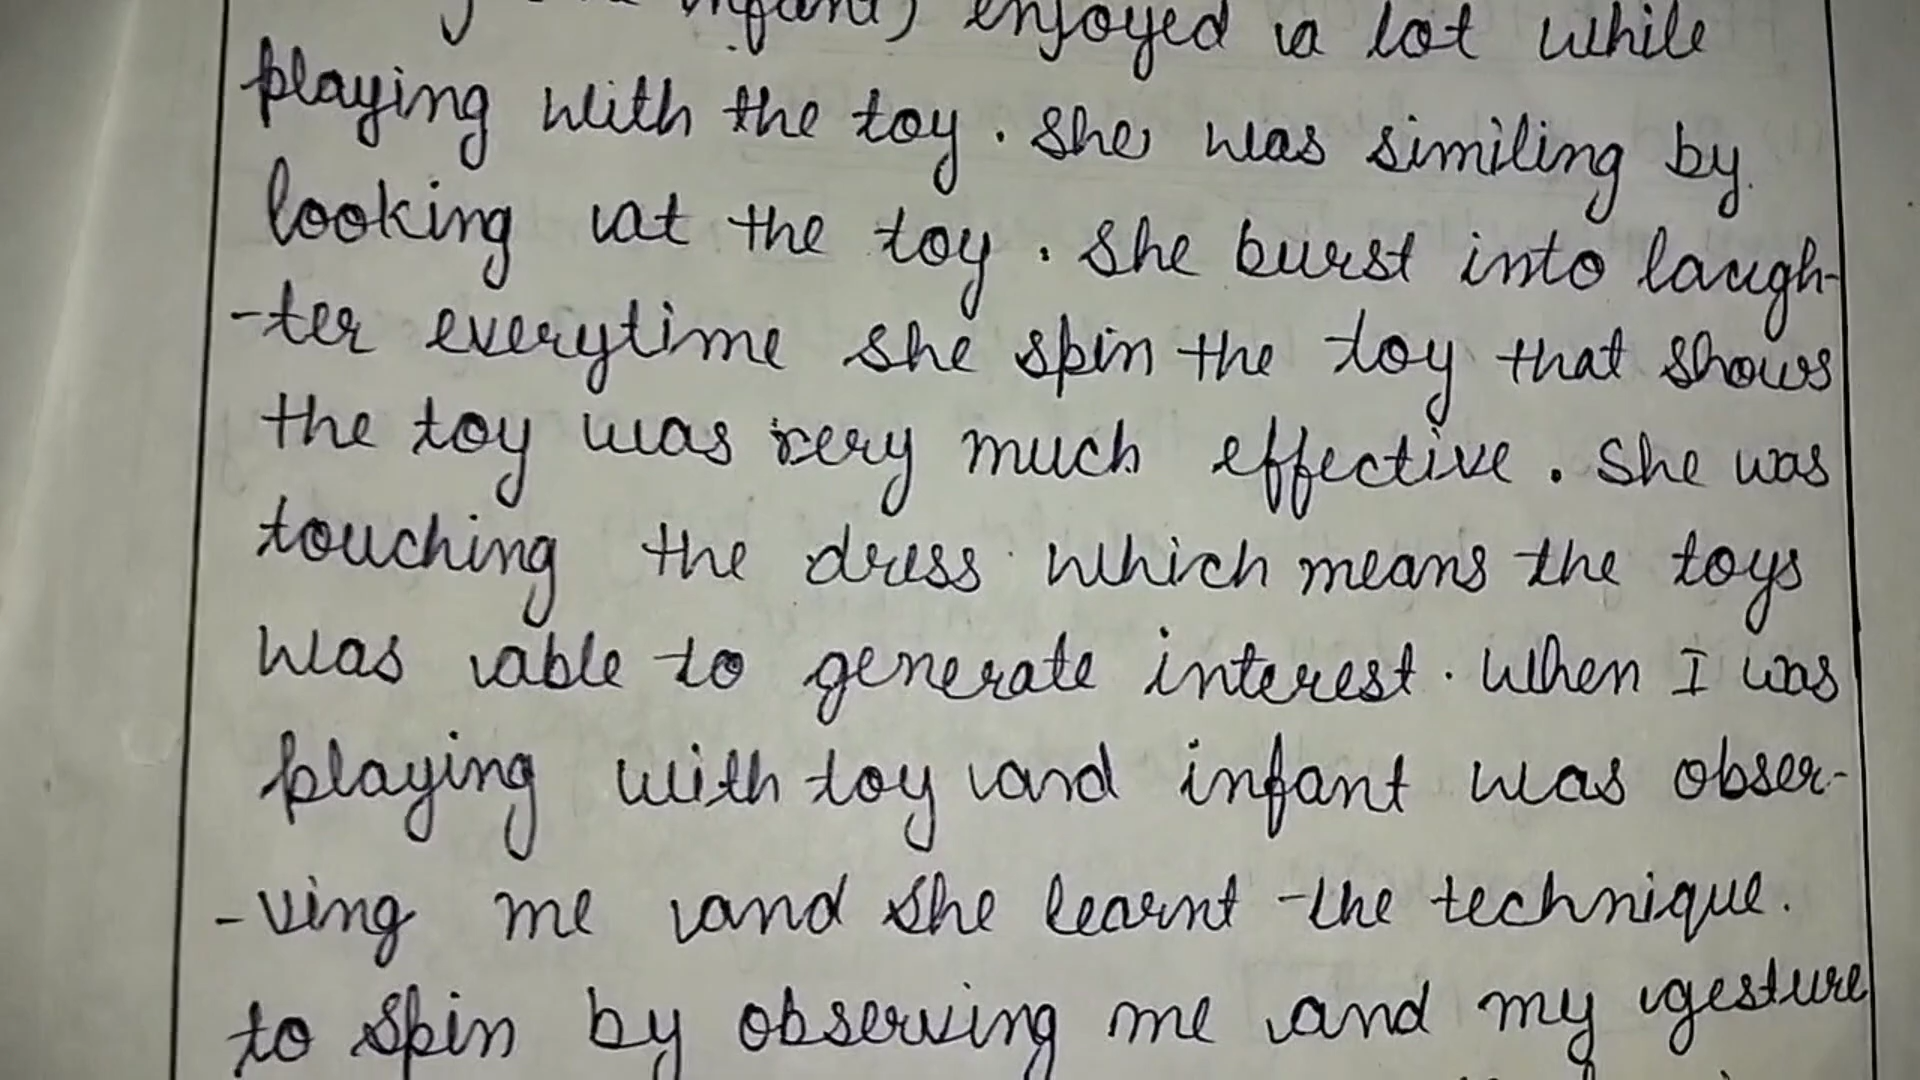 infant) enjoyed a lot while
playing with the toy. She was similing by
looking at the toy. She burst into laugh-
-ter everytime she spin the toy that shows
the toy was very much effective. She was
touching the dress which means the toys
was able to generate interest. When I was
playing with toy and infant was obser-
-ving me and she learnt the technique.
to spin by observing me and my gesture